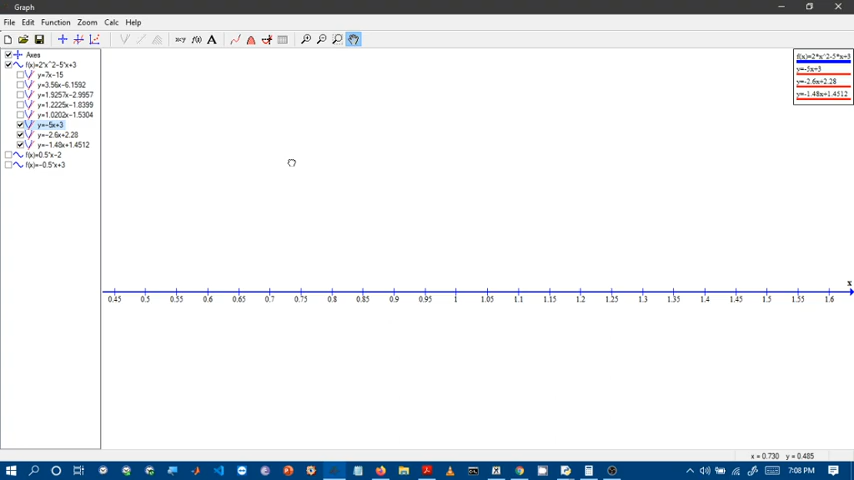 Graph
File Edit Function Zoom Calc Help
Axes
f(x)=2*x^2-5*x+3
y=7x-15
y=3.56x-6.1592
y=1.9257x-2.9957
y=1.2225x-1.8399
y=1.0202x-1.5304
y=-5x+3
y=-2.6x+2.28
y=-1.48x+1.4512
f(x)=0.5*x-2
f(x)=-0.5*x+3
f(x)=2*x^2-5*x+3
y=-5x+3
y=-2.6x+2.28
y=-1.48x+1.4512
x
0.45 0.5 0.55 0.6 0.65 0.7 0.75 0.8 0.85 0.9 0.95 1 1.05 1.1 1.15 1.2 1.25 1.3 1.35 1.4 1.45 1.5 1.55 1.6
x = 0.730 y = 0.485
7:08 PM